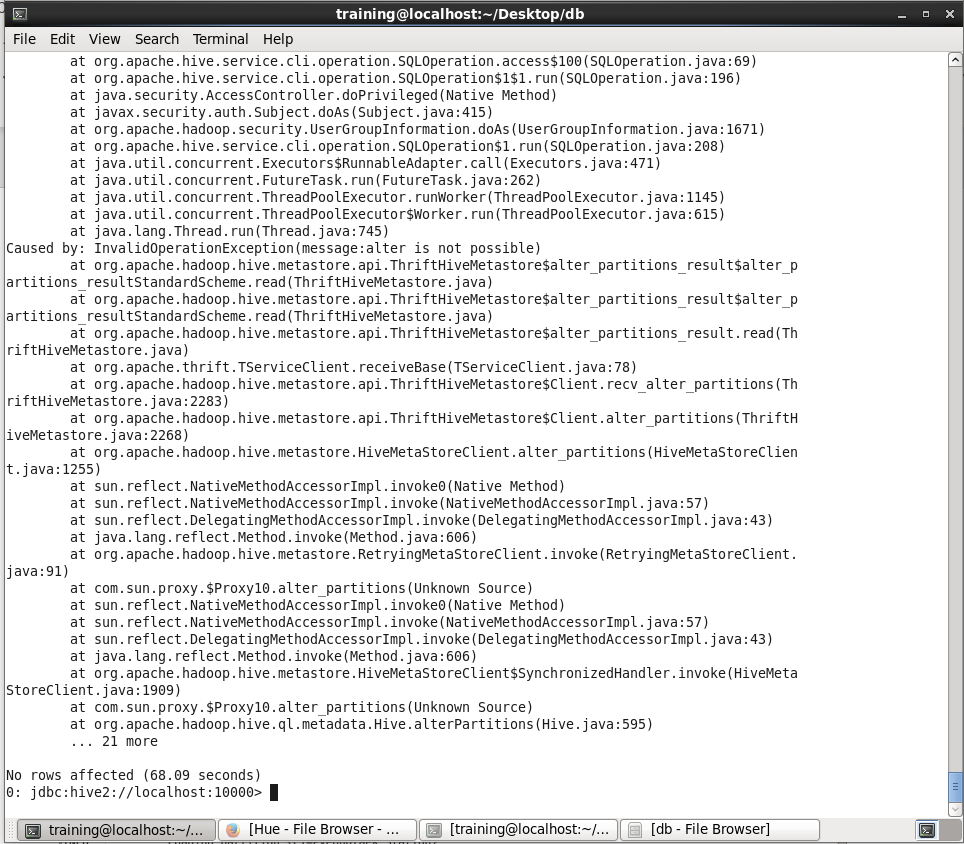 training@localhost:~/Desktop/db
File Edit View Search Terminal Help
at org.apache.hive.service.cli.operation.SQLOperation.access$100(SQLOperation.java:69)
at org.apache.hive.service.cli.operation.SQLOperation$1$1.run(SQLOperation.java:196)
at java.security.AccessController.doPrivileged(Native Method)
at javax.security.auth.Subject.doAs(Subject.java:415)
at org.apache.hadoop.security.UserGroupInformation.doAs(UserGroupInformation.java:1671)
at org.apache.hive.service.cli.operation.SQLOperation$1.run(SQLOperation.java:208)
at java.util.concurrent.Executors$RunnableAdapter.call(Executors.java:471)
at java.util.concurrent.FutureTask.run(FutureTask.java:262)
at java.util.concurrent.ThreadPoolExecutor.runWorker(ThreadPoolExecutor.java:1145)
at java.util.concurrent.ThreadPoolExecutor$Worker.run(ThreadPoolExecutor.java:615)
at java.lang.Thread.run(Thread.java:745)
Caused by: InvalidOperationException(message:alter is not possible)
at org.apache.hadoop.hive.metastore.api.ThriftHiveMetastore$alter_partitions_result$alter_p
artitions_resultStandardScheme.read(ThriftHiveMetastore.java)
at org.apache.hadoop.hive.metastore.api.ThriftHiveMetastore$alter_partitions_result$alter_p
artitions_resultStandardScheme.read(ThriftHiveMetastore.java)
at org.apache.hadoop.hive.metastore.api.ThriftHiveMetastore$alter_partitions_result.read(Th
riftHiveMetastore.java)
at org.apache.thrift.TServiceClient.receiveBase(TServiceClient.java:78)
at org.apache.hadoop.hive.metastore.api.ThriftHiveMetastore$Client.recv_alter_partitions(Th
riftHiveMetastore.java:2283)
at org.apache.hadoop.hive.metastore.api.ThriftHiveMetastore$Client.alter_partitions(ThriftH
iveMetastore.java:2268)
at org.apache.hadoop.hive.metastore.HiveMetaStoreClient.alter_partitions(HiveMetaStoreClien
t.java:1255)
at sun.reflect.NativeMethodAccessorImpl.invoke0(Native Method)
at sun.reflect.NativeMethodAccessorImpl.invoke(NativeMethodAccessorImpl.java:57)
at sun.reflect.DelegatingMethodAccessorImpl.invoke(DelegatingMethodAccessorImpl.java:43)
at java.lang.reflect.Method.invoke(Method.java:606)
at org.apache.hadoop.hive.metastore.RetryingMetaStoreClient.invoke(RetryingMetaStoreClient.
java:91)
at com.sun.proxy.$Proxy10.alter_partitions(Unknown Source)
at sun.reflect.NativeMethodAccessorImpl.invoke0(Native Method)
at sun.reflect.NativeMethodAccessorImpl.invoke(NativeMethodAccessorImpl.java:57)
at sun.reflect.DelegatingMethodAccessorImpl.invoke(DelegatingMethodAccessorImpl.java:43)
at java.lang.reflect.Method.invoke(Method.java:606)
at org.apache.hadoop.hive.metastore.HiveMetaStoreClient$SynchronizedHandler.invoke(HiveMeta
StoreClient.java:1909)
at com.sun.proxy.$Proxy10.alter_partitions(Unknown Source)
at org.apache.hadoop.hive.ql.metadata.Hive.alterPartitions(Hive.java:595)
... 21 more
No rows affected (68.09 seconds)
0: jdbc:hive2://localhost:10000>
training@localhost:~/... [Hue - File Browser - ... [training@localhost:~/... [db - File Browser]